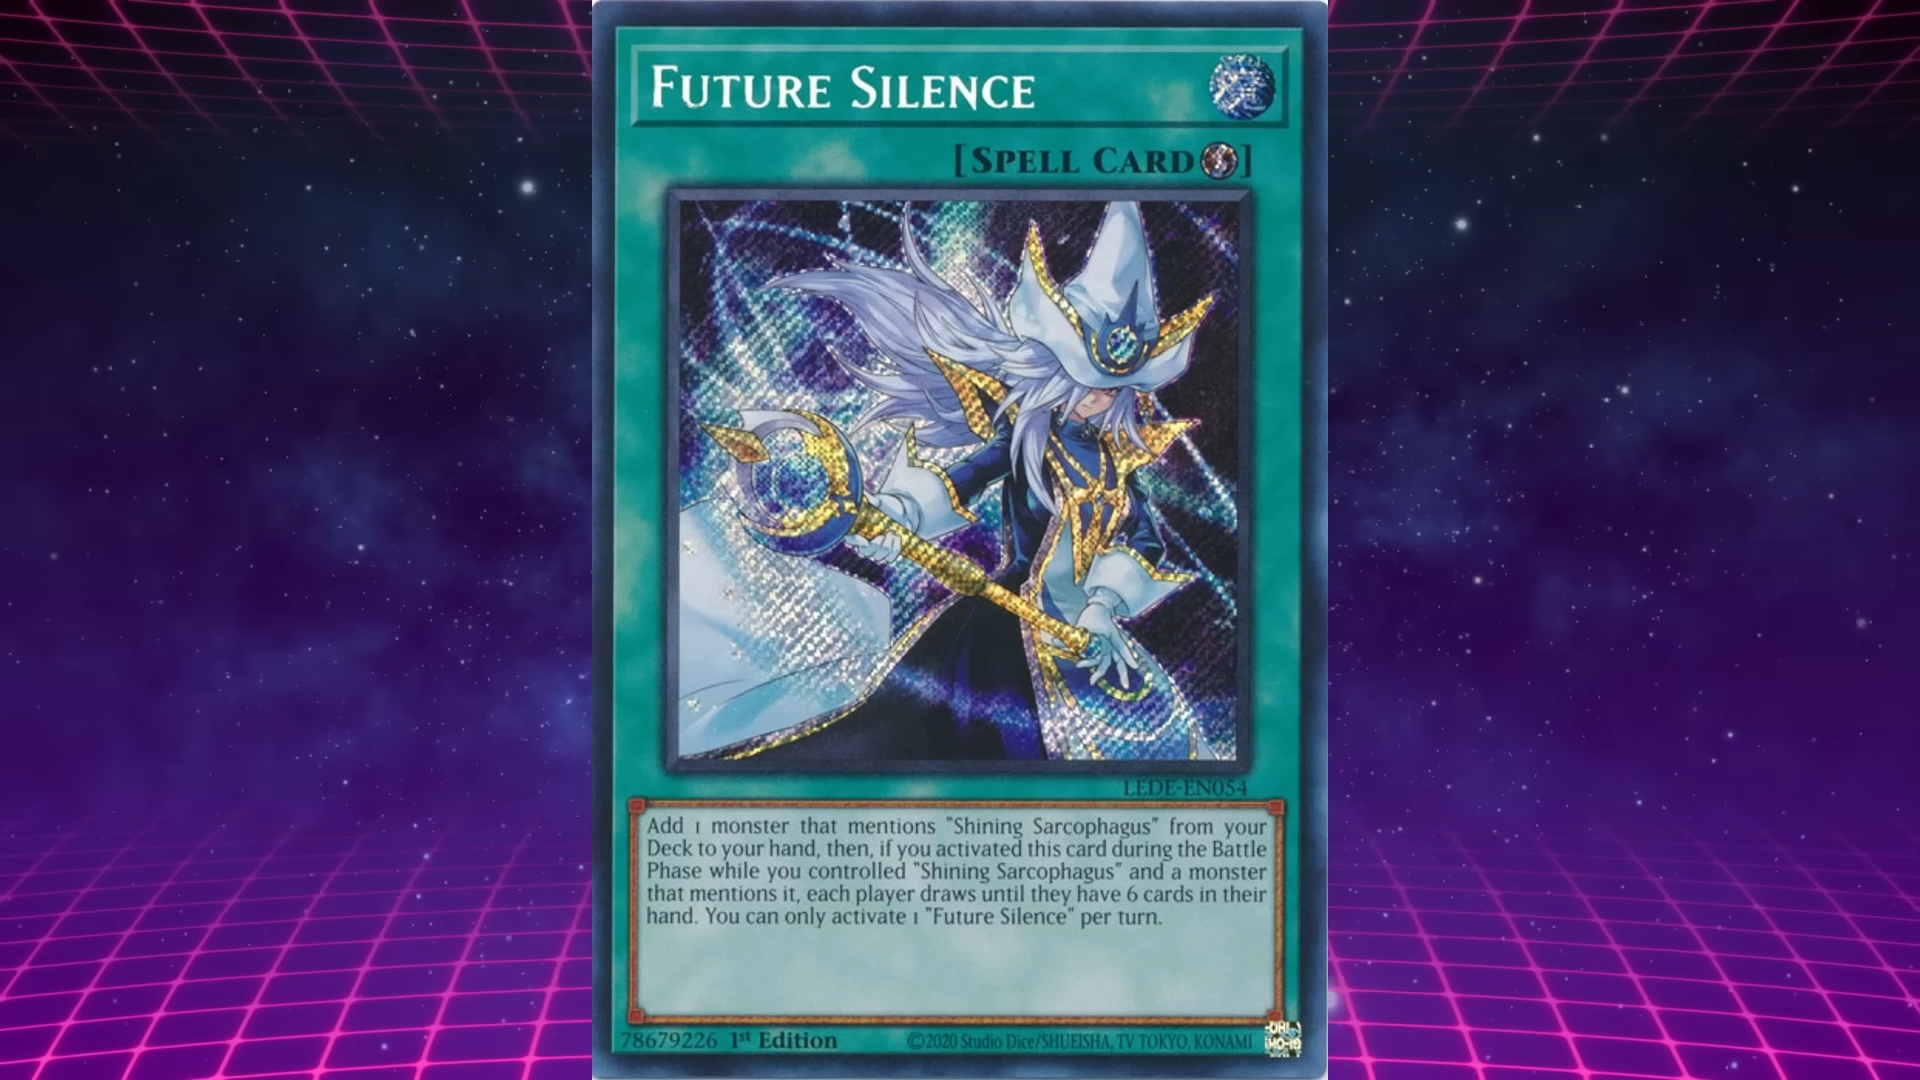 FUTURE SILENCE
[SPELL CARD]
LEDE-EN054
Add 1 monster that mentions "Shining Sarcophagus" from your
Deck to your hand, then, if you activated this card during the Battle
Phase while you controlled "Shining Sarcophagus" and a monster
that mentions it, each player draws until they have 6 cards in their
hand. You can only activate 1 "Future Silence" per turn.
78679226 1st Edition ©2020 Studio Dice/SHUEISHA, TV TOKYO, KONAMI